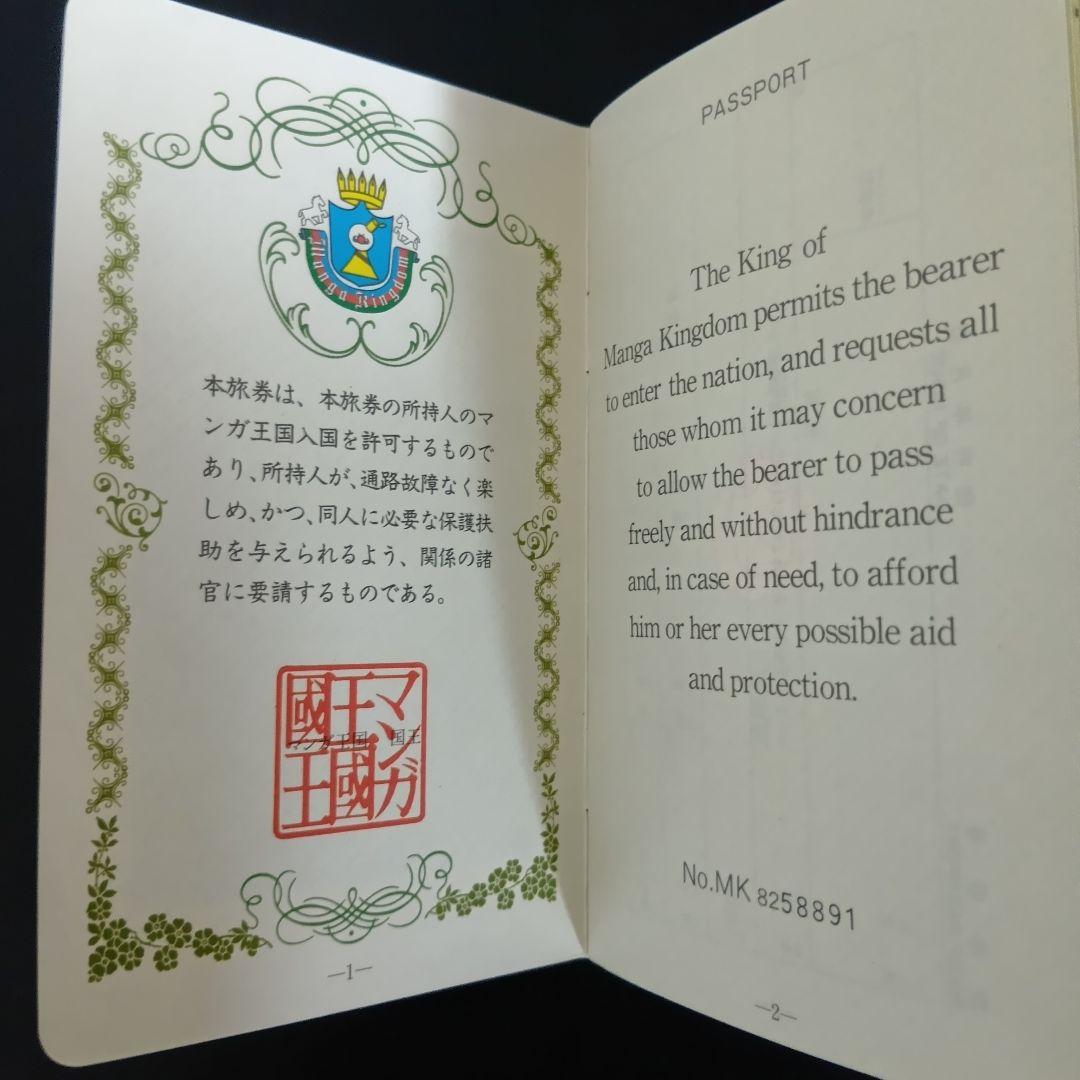 Manga Kingdom
本旅券は、本旅券の所持人のマ
ンガ王国入国を許可するもので
あり、所持人が、通路故障なく楽
しめ、かつ、同人に必要な保護扶
助を与えられるよう、関係の諸
官に要請するものである。
マンガ王国 国王
マンガ
王國
國王
—1—
PASSPORT
The King of
Manga Kingdom permits the bearer
to enter the nation, and requests all
those whom it may concern
to allow the bearer to pass
freely and without hindrance
and, in case of need, to afford
him or her every possible aid
and protection.
No.MK 8258891
—2—